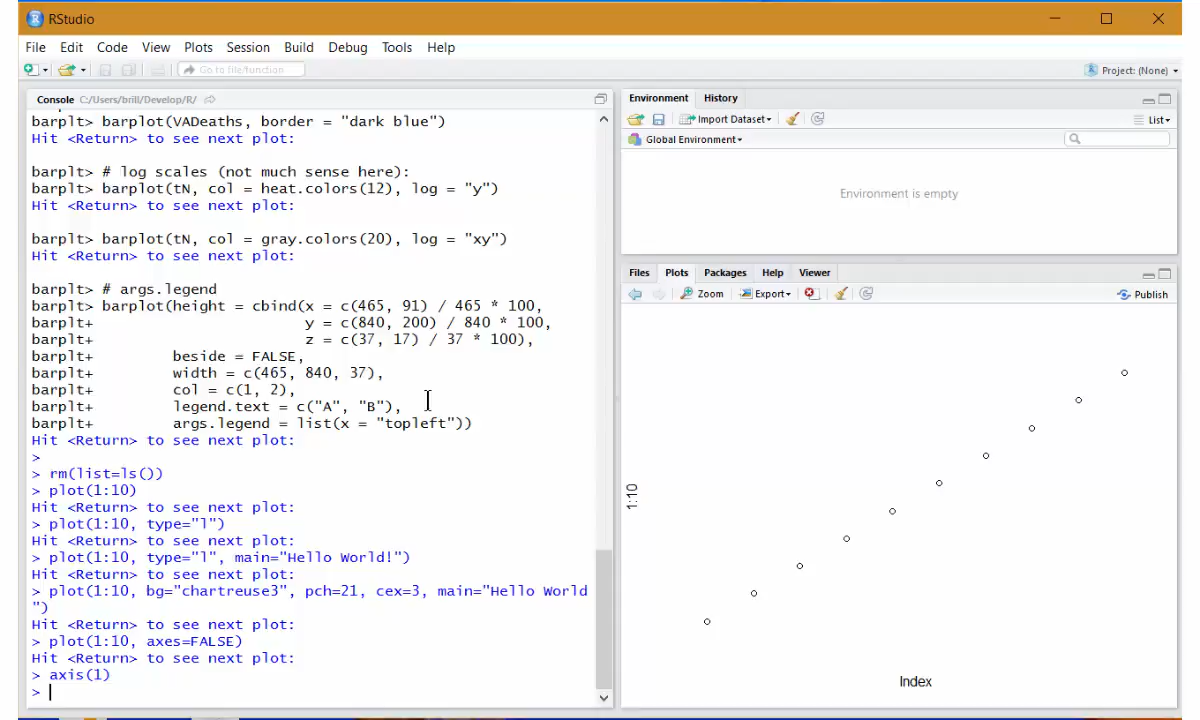 RStudio
File Edit Code View Plots Session Build Debug Tools Help
Go to file/function Project: (None)
Console C:/Users/brill/Develop/R/
barplt> barplot(VADeaths, border = "dark blue")
Hit <Return> to see next plot:
barplt> # log scales (not much sense here):
barplt> barplot(tN, col = heat.colors(12), log = "y")
Hit <Return> to see next plot:
barplt> barplot(tN, col = gray.colors(20), log = "xy")
Hit <Return> to see next plot:
barplt> # args.legend
barplt> barplot(height = cbind(x = c(465, 91) / 465 * 100,
barplt+ y = c(840, 200) / 840 * 100,
barplt+ z = c(37, 17) / 37 * 100),
barplt+ beside = FALSE,
barplt+ width = c(465, 840, 37),
barplt+ col = c(1, 2),
barplt+ legend.text = c("A", "B"),
barplt+ args.legend = list(x = "topleft"))
Hit <Return> to see next plot:
>
> rm(list=ls())
> plot(1:10)
Hit <Return> to see next plot:
> plot(1:10, type="l")
Hit <Return> to see next plot:
> plot(1:10, type="l", main="Hello World!")
Hit <Return> to see next plot:
> plot(1:10, bg="chartreuse3", pch=21, cex=3, main="Hello World
")
Hit <Return> to see next plot:
> plot(1:10, axes=FALSE)
Hit <Return> to see next plot:
> axis(1)
>
Environment History
Import Dataset List
Global Environment
Environment is empty
Files Plots Packages Help Viewer
Zoom Export Publish
1:10
Index